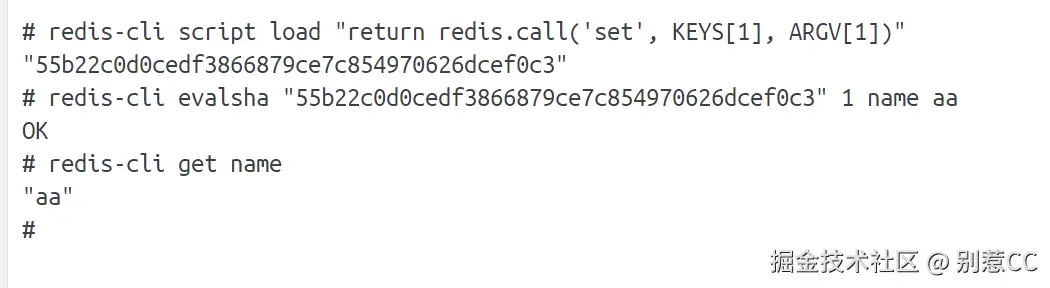 # redis-cli script load "return redis.call('set', KEYS[1], ARGV[1])"
"55b22c0d0cedf3866879ce7c854970626dcef0c3"
# redis-cli evalsha "55b22c0d0cedf3866879ce7c854970626dcef0c3" 1 name aa
OK
# redis-cli get name
"aa"
#
掘金技术社区 @ 别惹CC